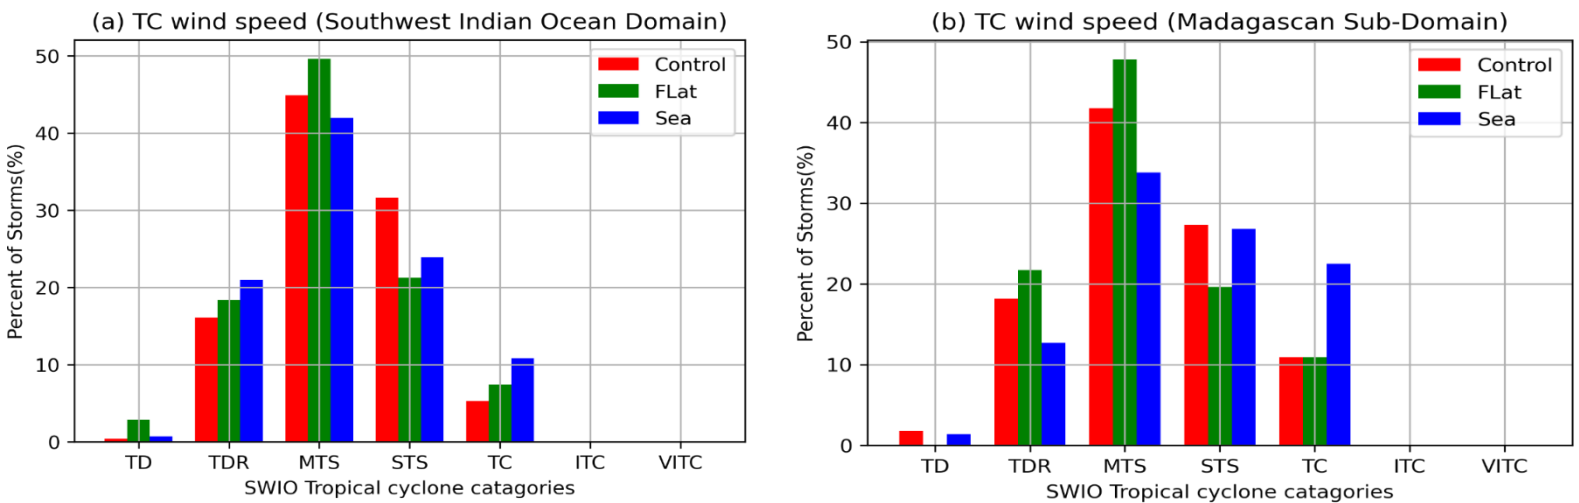 (a) TC wind speed (Southwest Indian Ocean Domain)
50
40
30
20
10
0
Percent of Storms(%)
Control
FLat
Sea
TD TDR MTS STS TC ITC VITC
SWIO Tropical cyclone catagories
(b) TC wind speed (Madagascan Sub-Domain)
50
40
30
20
10
0
Percent of Storms(%)
Control
FLat
Sea
TD TDR MTS STS TC ITC VITC
SWIO Tropical cyclone catagories